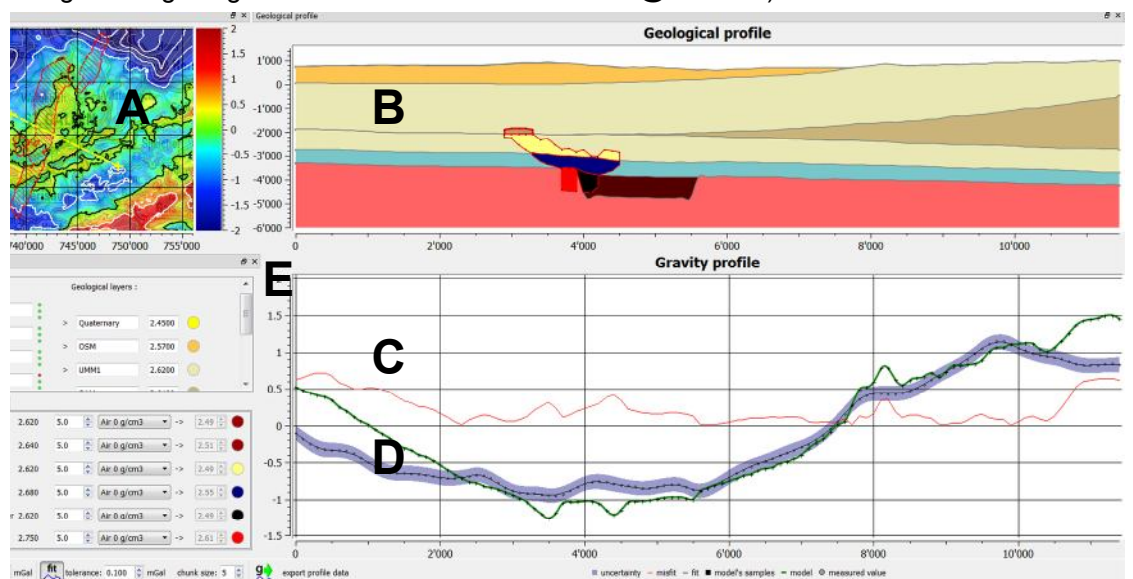 Geological profile
Geological profile
A
B
2
1.5
1
0.5
0
-0.5
-1
-1.5
-2
1'000
0
-1'000
-2'000
-3'000
-4'000
-5'000
-6'000
740'000 745'000 750'000 755'000
0 2'000 4'000 6'000 8'000 10'000
E
Gravity profile
Geological layers :
> Quaternary 2.4500
> OSM 2.5700
> UMM1 2.6200
2.620 5.0 Air 0 g/cm3 -> 2.49
2.640 5.0 Air 0 g/cm3 -> 2.51
2.620 5.0 Air 0 g/cm3 -> 2.49
2.680 5.0 Air 0 g/cm3 -> 2.55
2.620 5.0 Air 0 g/cm3 -> 2.49
2.750 5.0 Air 0 g/cm3 -> 2.61
C
D
1.5
1
0.5
0
-0.5
-1
-1.5
0 2'000 4'000 6'000 8'000 10'000
mGal fit tolerance: 0.100 mGal chunk size: 5 g export profile data
uncertainty misfit fit model's samples model measured value